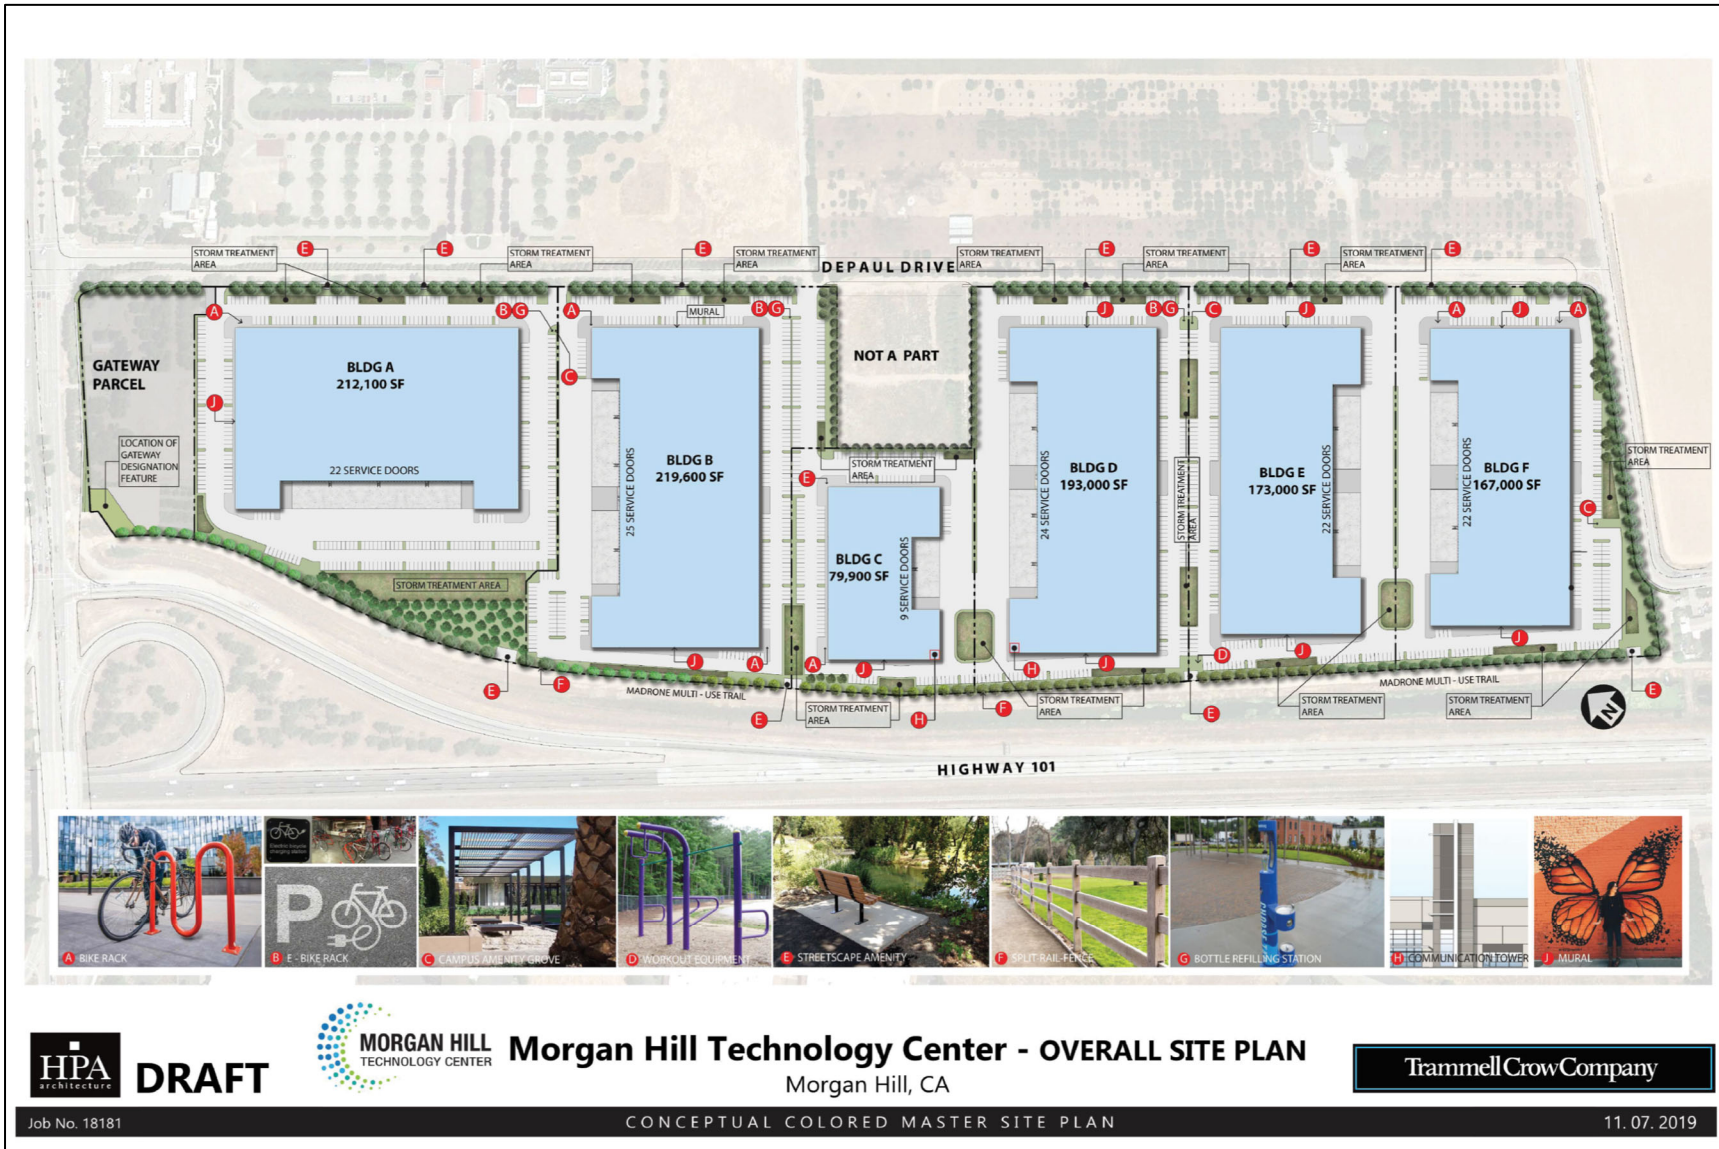 STORM TREATMENT
AREA
E
E
STORM TREATMENT
AREA
E
STORM TREATMENT
AREA
DEPAUL DRIVE
STORM TREATMENT
AREA
E
STORM TREATMENT
AREA
E
STORM TREATMENT
AREA
E
A
B G
A
MURAL
B G
J
B G
C
J
A
J
A
GATEWAY
PARCEL
BLDG A
212,100 SF
C
NOT A PART
J
LOCATION OF
GATEWAY
DESIGNATION
FEATURE
22 SERVICE DOORS
25 SERVICE DOORS
BLDG B
219,600 SF
STORM TREATMENT
AREA
E
24 SERVICE DOORS
BLDG D
193,000 SF
STORM TREATMENT
AREA
BLDG E
173,000 SF
22 SERVICE DOORS
22 SERVICE DOORS
BLDG F
167,000 SF
STORM TREATMENT
AREA
C
BLDG C
79,900 SF
9 SERVICE DOORS
STORM TREATMENT AREA
J
A
A
J
H
J
D
J
J
E
F
MADRONE MULTI - USE TRAIL
E
STORM TREATMENT
AREA
H
F
STORM TREATMENT
AREA
E
STORM TREATMENT
AREA
MADRONE MULTI - USE TRAIL
STORM TREATMENT
AREA
N
E
HIGHWAY 101
Electric bicycle
charging station
P
A BIKE RACK
B E - BIKE RACK
C CAMPUS AMENITY GROVE
D WORKOUT EQUIPMENT
E STREETSCAPE AMENITY
F SPLIT-RAIL-FENCE
G BOTTLE REFILLING STATION
H COMMUNICATION TOWER
J MURAL
HPA
architecture
DRAFT
MORGAN HILL
TECHNOLOGY CENTER
Morgan Hill Technology Center - OVERALL SITE PLAN
Morgan Hill, CA
TrammellCrowCompany
Job No. 18181
CONCEPTUAL COLORED MASTER SITE PLAN
11. 07. 2019